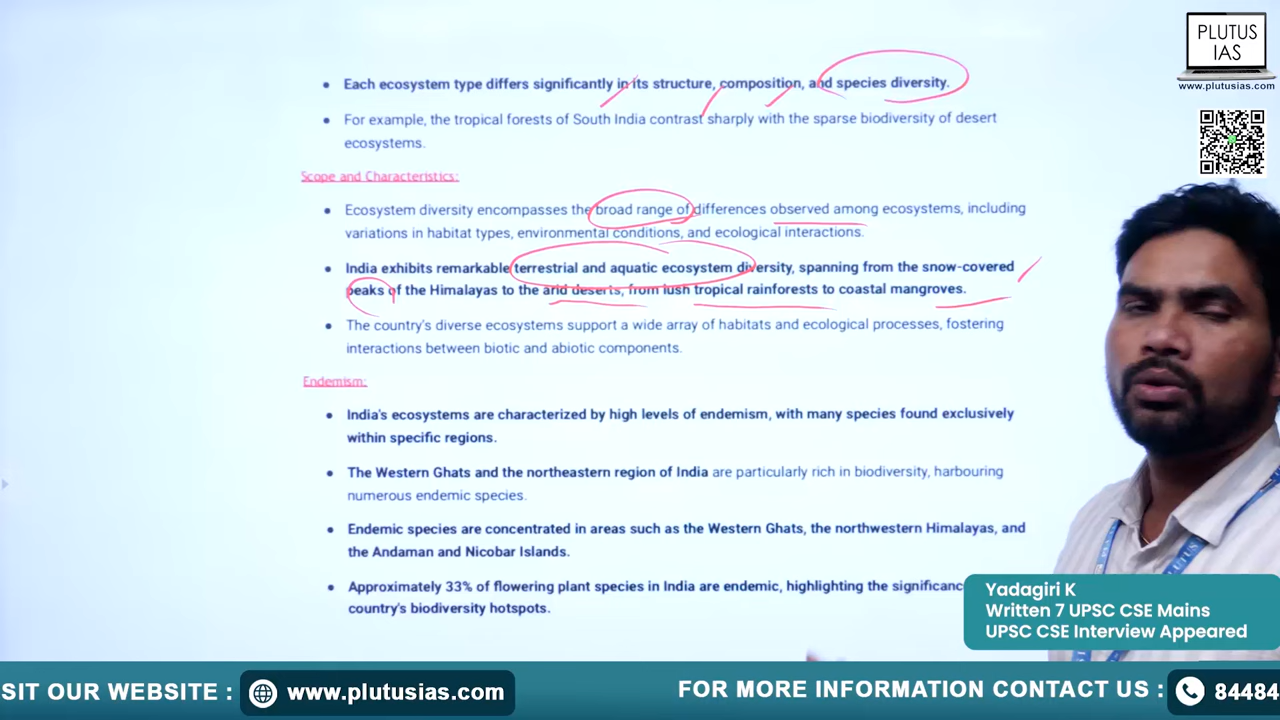 PLUTUS
IAS
www.plutusias.com
Each ecosystem type differs significantly in its structure, composition, and species diversity.
For example, the tropical forests of South India contrast sharply with the sparse biodiversity of desert
ecosystems.
Scope and Characteristics:
Ecosystem diversity encompasses the broad range of differences observed among ecosystems, including
variations in habitat types, environmental conditions, and ecological interactions.
India exhibits remarkable terrestrial and aquatic ecosystem diversity, spanning from the snow-covered
peaks of the Himalayas to the arid deserts, from lush tropical rainforests to coastal mangroves.
The country's diverse ecosystems support a wide array of habitats and ecological processes, fostering
interactions between biotic and abiotic components.
Endemism:
India's ecosystems are characterized by high levels of endemism, with many species found exclusively
within specific regions.
The Western Ghats and the northeastern region of India are particularly rich in biodiversity, harbouring
numerous endemic species.
Endemic species are concentrated in areas such as the Western Ghats, the northwestern Himalayas, and
the Andaman and Nicobar Islands.
Approximately 33% of flowering plant species in India are endemic, highlighting the significanc
country's biodiversity hotspots.
Yadagiri K
Written 7 UPSC CSE Mains
UPSC CSE Interview Appeared
SIT OUR WEBSITE : www.plutusias.com FOR MORE INFORMATION CONTACT US : 84484